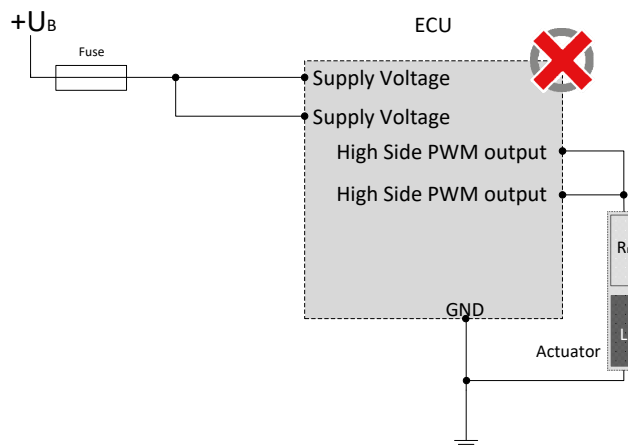 +UB
ECU
Fuse
Supply Voltage
Supply Voltage
High Side PWM output
High Side PWM output
R
GND
L
Actuator